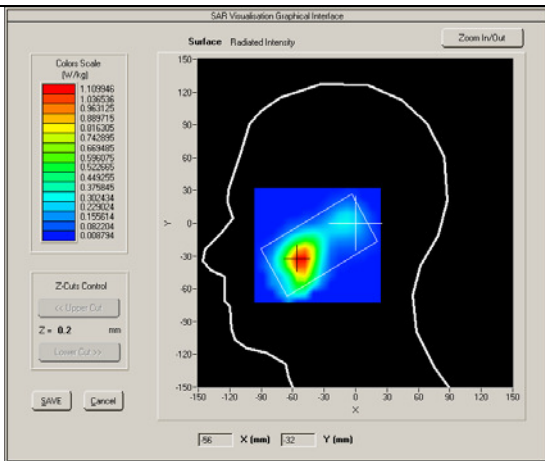 SAR Visualisation Graphical Interface
Surface Radiated Intensity
Zoom In/Out
Colors Scale
(W/kg)
1.109946
1.036536
0.963125
0.889715
0.816305
0.742895
0.669485
0.596075
0.522665
0.449255
0.375845
0.302434
0.229024
0.155614
0.082204
0.008794
150-
120-
90-
60-
30-
0-
-30-
-60-
-90-
-120-
-150-
Y
-150 -120 -90 -60 -30 0 30 60 90 120 150
X
Z-Cuts Control
<< Upper Cut
Z = 0.2 mm
Lower Cut >>
SAVE Cancel
-56 X (mm) -32 Y (mm)